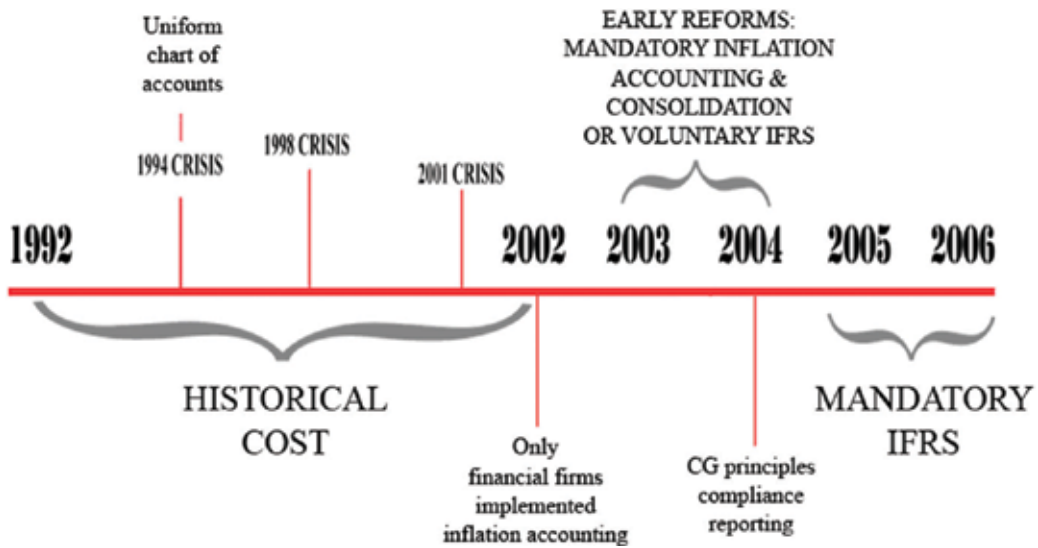 Uniform
chart of
accounts
1994 CRISIS
1998 CRISIS
2001 CRISIS
EARLY REFORMS:
MANDATORY INFLATION
ACCOUNTING &
CONSOLIDATION
OR VOLUNTARY IFRS
1992
2002
2003
2004
2005
2006
HISTORICAL
COST
Only
financial firms
implemented
inflation accounting
CG principles
compliance
reporting
MANDATORY
IFRS